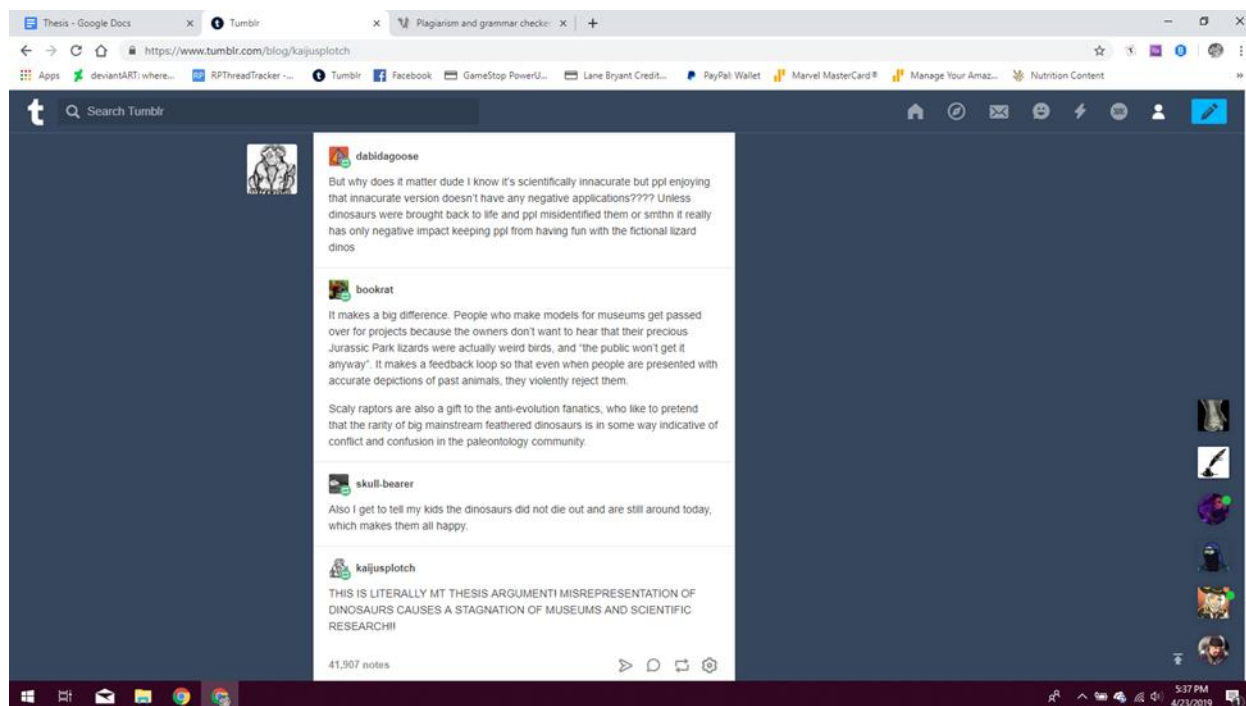 Thesis - Google Docs
Tumblr
Plagiarism and grammar checker
https://www.tumblr.com/blog/kaijusplotch
Apps
deviantART: where...
RPThreadTracker -...
Tumblr
Facebook
GameStop PowerU...
Lane Bryant Credit...
PayPal: Wallet
Marvel MasterCard®
Manage Your Amaz...
Nutrition Content
Search Tumblr
dabidagoose
But why does it matter dude I know it's scientifically innacurate but ppl enjoying
that innacurate version doesn't have any negative applications???? Unless
dinosaurs were brought back to life and ppl misidentified them or smthn it really
has only negative impact keeping ppl from having fun with the fictional lizard
dinos
bookrat
It makes a big difference. People who make models for museums get passed
over for projects because the owners don't want to hear that their precious
Jurassic Park lizards were actually weird birds, and "the public won't get it
anyway". It makes a feedback loop so that even when people are presented with
accurate depictions of past animals, they violently reject them.
Scaly raptors are also a gift to the anti-evolution fanatics, who like to pretend
that the rarity of big mainstream feathered dinosaurs is in some way indicative of
conflict and confusion in the paleontology community.
skull-bearer
Also I get to tell my kids the dinosaurs did not die out and are still around today,
which makes them all happy.
kaijusplotch
THIS IS LITERALLY MT THESIS ARGUMENT! MISREPRESENTATION OF
DINOSAURS CAUSES A STAGNATION OF MUSEUMS AND SCIENTIFIC
RESEARCH!!
41,907 notes
5:37 PM
4/23/2019